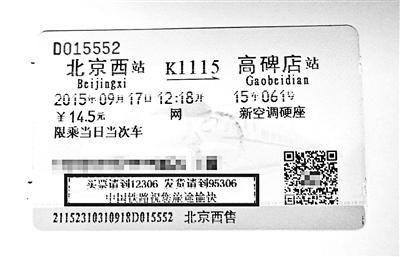 D015552
北京西站 K1115 高碑店站
Beijingxi Gaobeidian
2015年09月17日 12:18开 15车061号
￥14.5元 网 新空调硬座
限乘当日当次车
买票请到12306 发货请到95306
中国铁路祝您旅途愉快
21152310310918D015552 北京西售